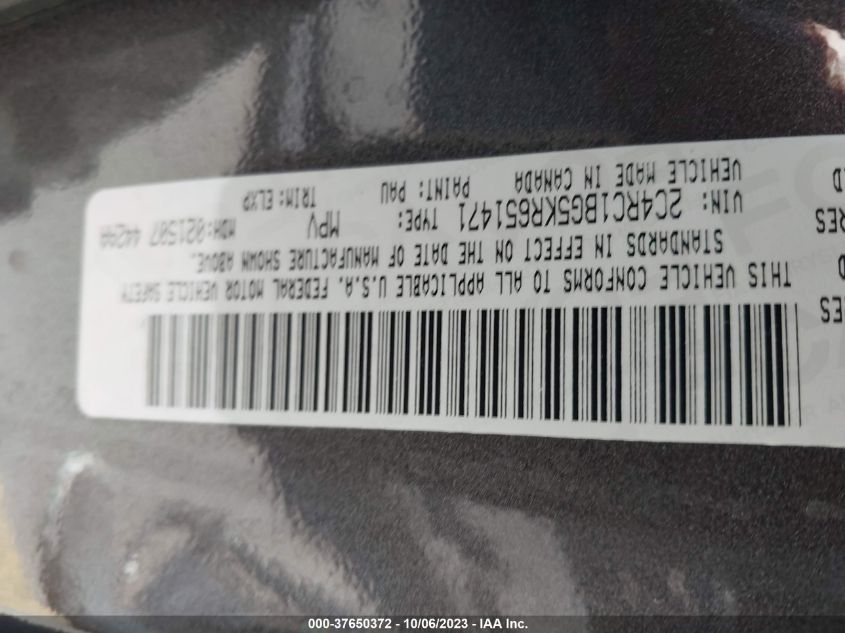 THIS VEHICLE CONFORMS TO ALL APPLICABLE U.S.A. FEDERAL MOTOR VEHICLE SAFETY
STANDARDS IN EFFECT ON THE DATE OF MANUFACTURE SHOWN ABOVE.
VIN: 2C4RC1BG5KR651471 TYPE: MPV MDH:021507 442AA
VEHICLE MADE IN CANADA PAINT: PAU TRIM: ELXP
000-37650372 - 10/06/2023 - IAA Inc.